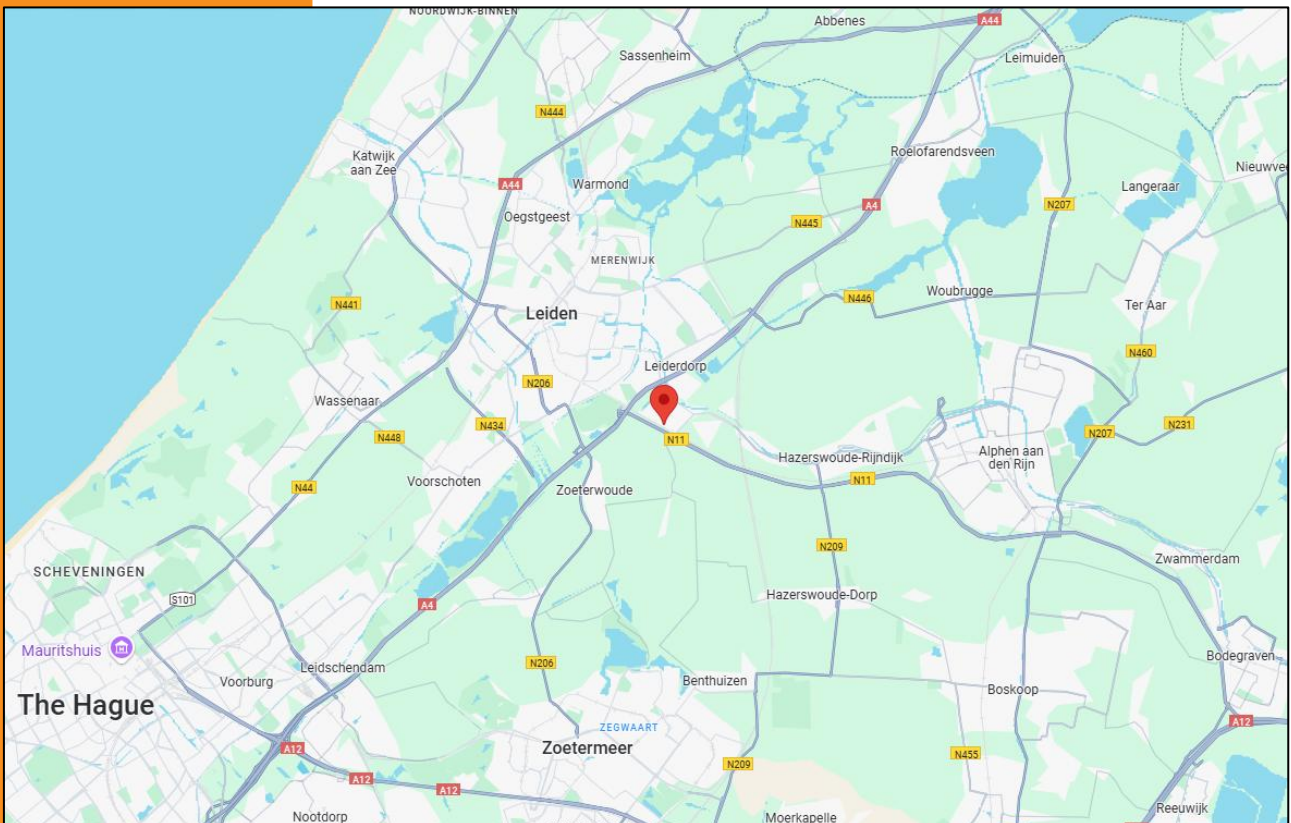 NOORDWIJK-BINNEN
Abbenes
A44
Sassenheim
Leimuiden
N444
Katwijk
aan Zee
Roelofarendsveen
A44
Warmond
Langeraar
N207
A4
Oegstgeest
N445
MERENWIJK
N441
N446
Woubrugge
Ter Aar
Leiden
N460
Leiderdorp
N206
Wassenaar
N434
N448
N11
N207
N231
Hazerswoude-Rijndijk
Alphen aan
den Rijn
N44
Voorschoten
Zoeterwoude
N11
N209
Zwammerdam
SCHEVENINGEN
S101
A4
Hazerswoude-Dorp
Mauritshuis
Leidschendam
N206
Bodegraven
Voorburg
Benthuizen
Boskoop
The Hague
ZEGWAART
A12
A12
Zoetermeer
N209
N455
A12
A12
Nootdorp
Moerkapelle
Reeuwijk